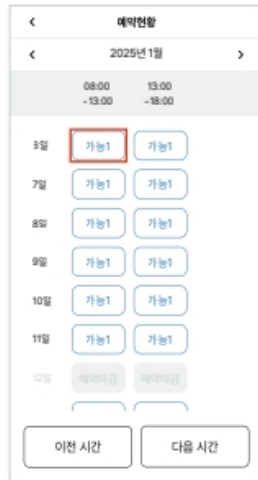 예약현황
2025년 1월
08:00 13:00
~13:00 ~18:00
가능1 가능1
7일 가능1 가능1
8일 가능1 가능1
9일 가능1 가능1
10일 가능1 가능1
11일 가능1 가능1
12일 예약마감 예약마감
이전 시간 다음 시간